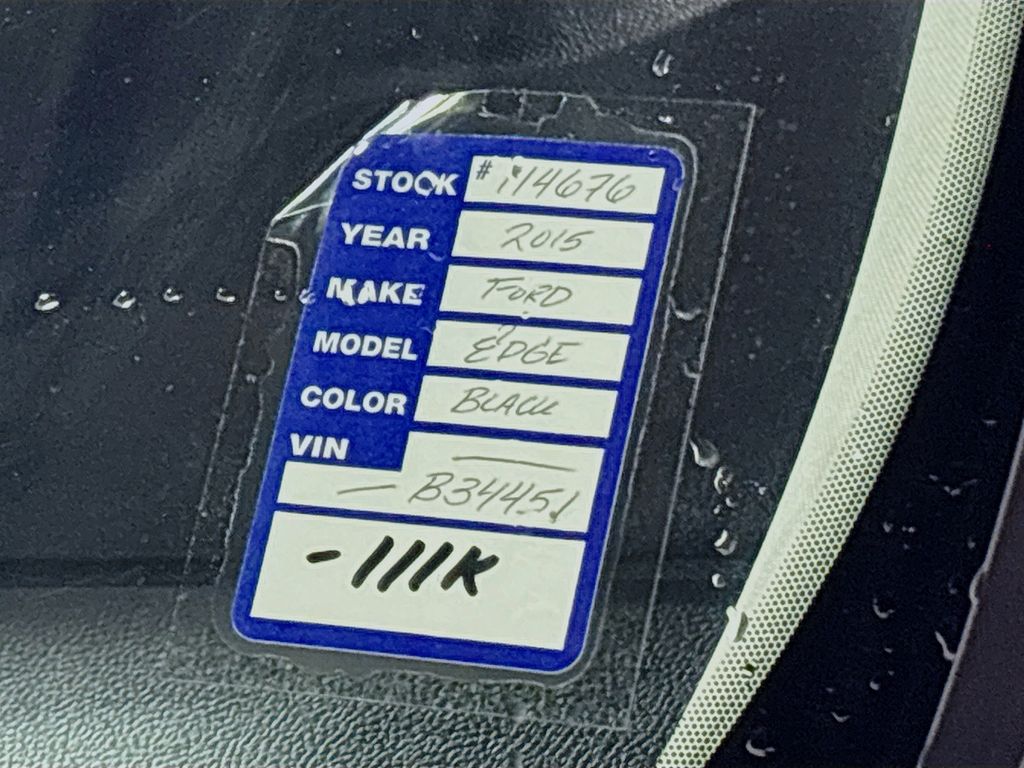 STOCK #114676
YEAR 2015
MAKE FORD
MODEL EDGE
COLOR BLACK
VIN
— B34451
-111K